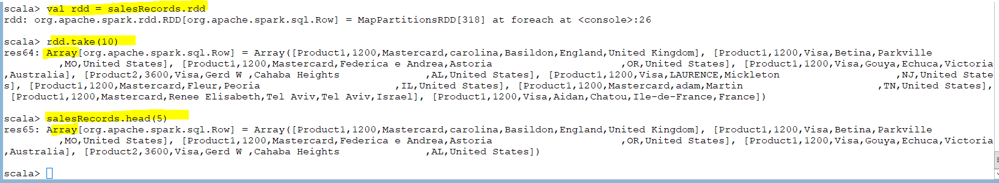 scala> val rdd = salesRecords.rdd
rdd: org.apache.spark.rdd.RDD[org.apache.spark.sql.Row] = MapPartitionsRDD[318] at foreach at <console>:26
scala> rdd.take(10)
res64: Array[org.apache.spark.sql.Row] = Array([Product1,1200,Mastercard,carolina,Basildon,England,United Kingdom], [Product1,1200,Visa,Betina,Parkville
,MO,United States], [Product1,1200,Mastercard,Federica e Andrea,Astoria                     ,OR,United States], [Product1,1200,Visa,Gouya,Echuca,Victoria
,Australia], [Product2,3600,Visa,Gerd W ,Cahaba Heights              ,AL,United States], [Product1,1200,Visa,LAURENCE,Mickleton                   ,NJ,United State
s], [Product1,1200,Mastercard,Fleur,Peoria                      ,IL,United States], [Product1,1200,Mastercard,adam,Martin                      ,TN,United States],
[Product1,1200,Mastercard,Renee Elisabeth,Tel Aviv,Tel Aviv,Israel], [Product1,1200,Visa,Aidan,Chatou,Ile-de-France,France])
scala> salesRecords.head(5)
res65: Array[org.apache.spark.sql.Row] = Array([Product1,1200,Mastercard,carolina,Basildon,England,United Kingdom], [Product1,1200,Visa,Betina,Parkville
,MO,United States], [Product1,1200,Mastercard,Federica e Andrea,Astoria                     ,OR,United States], [Product1,1200,Visa,Gouya,Echuca,Victoria
,Australia], [Product2,3600,Visa,Gerd W ,Cahaba Heights              ,AL,United States])
scala>